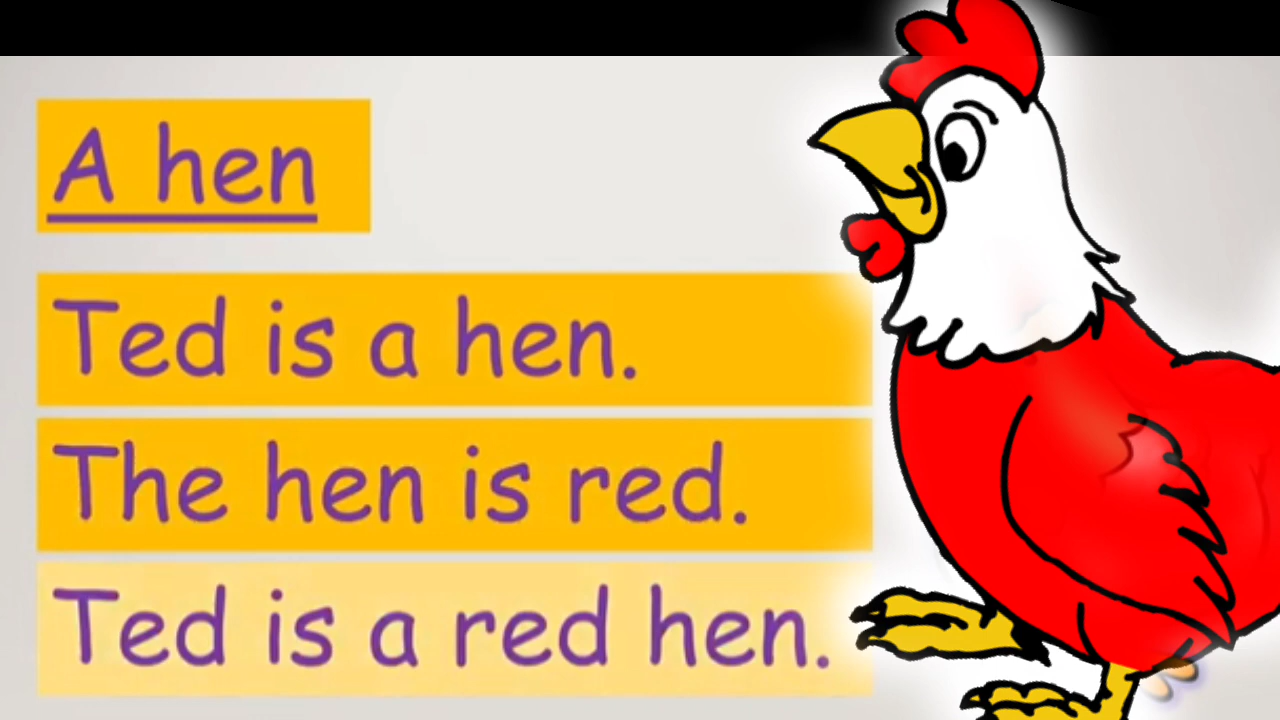 A hen
Ted is a hen.
The hen is red.
Ted is a red hen.